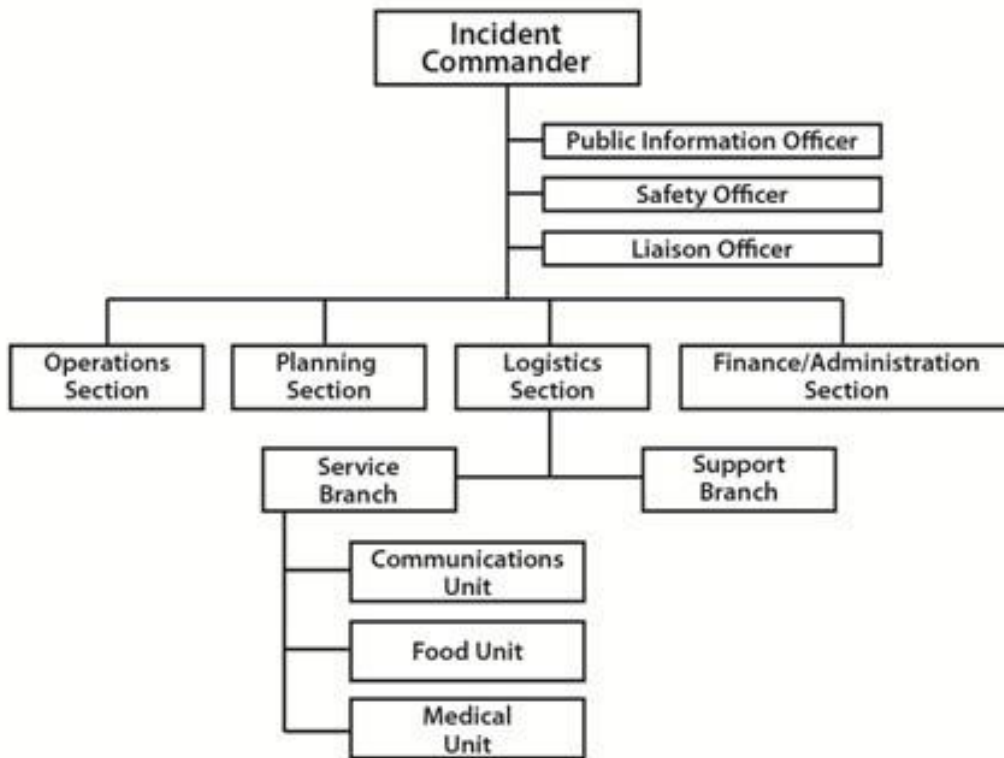 Incident
Commander
Public Information Officer
Safety Officer
Liaison Officer
Operations
Section
Planning
Section
Logistics
Section
Finance/Administration
Section
Service
Branch
Support
Branch
Communications
Unit
Food Unit
Medical
Unit